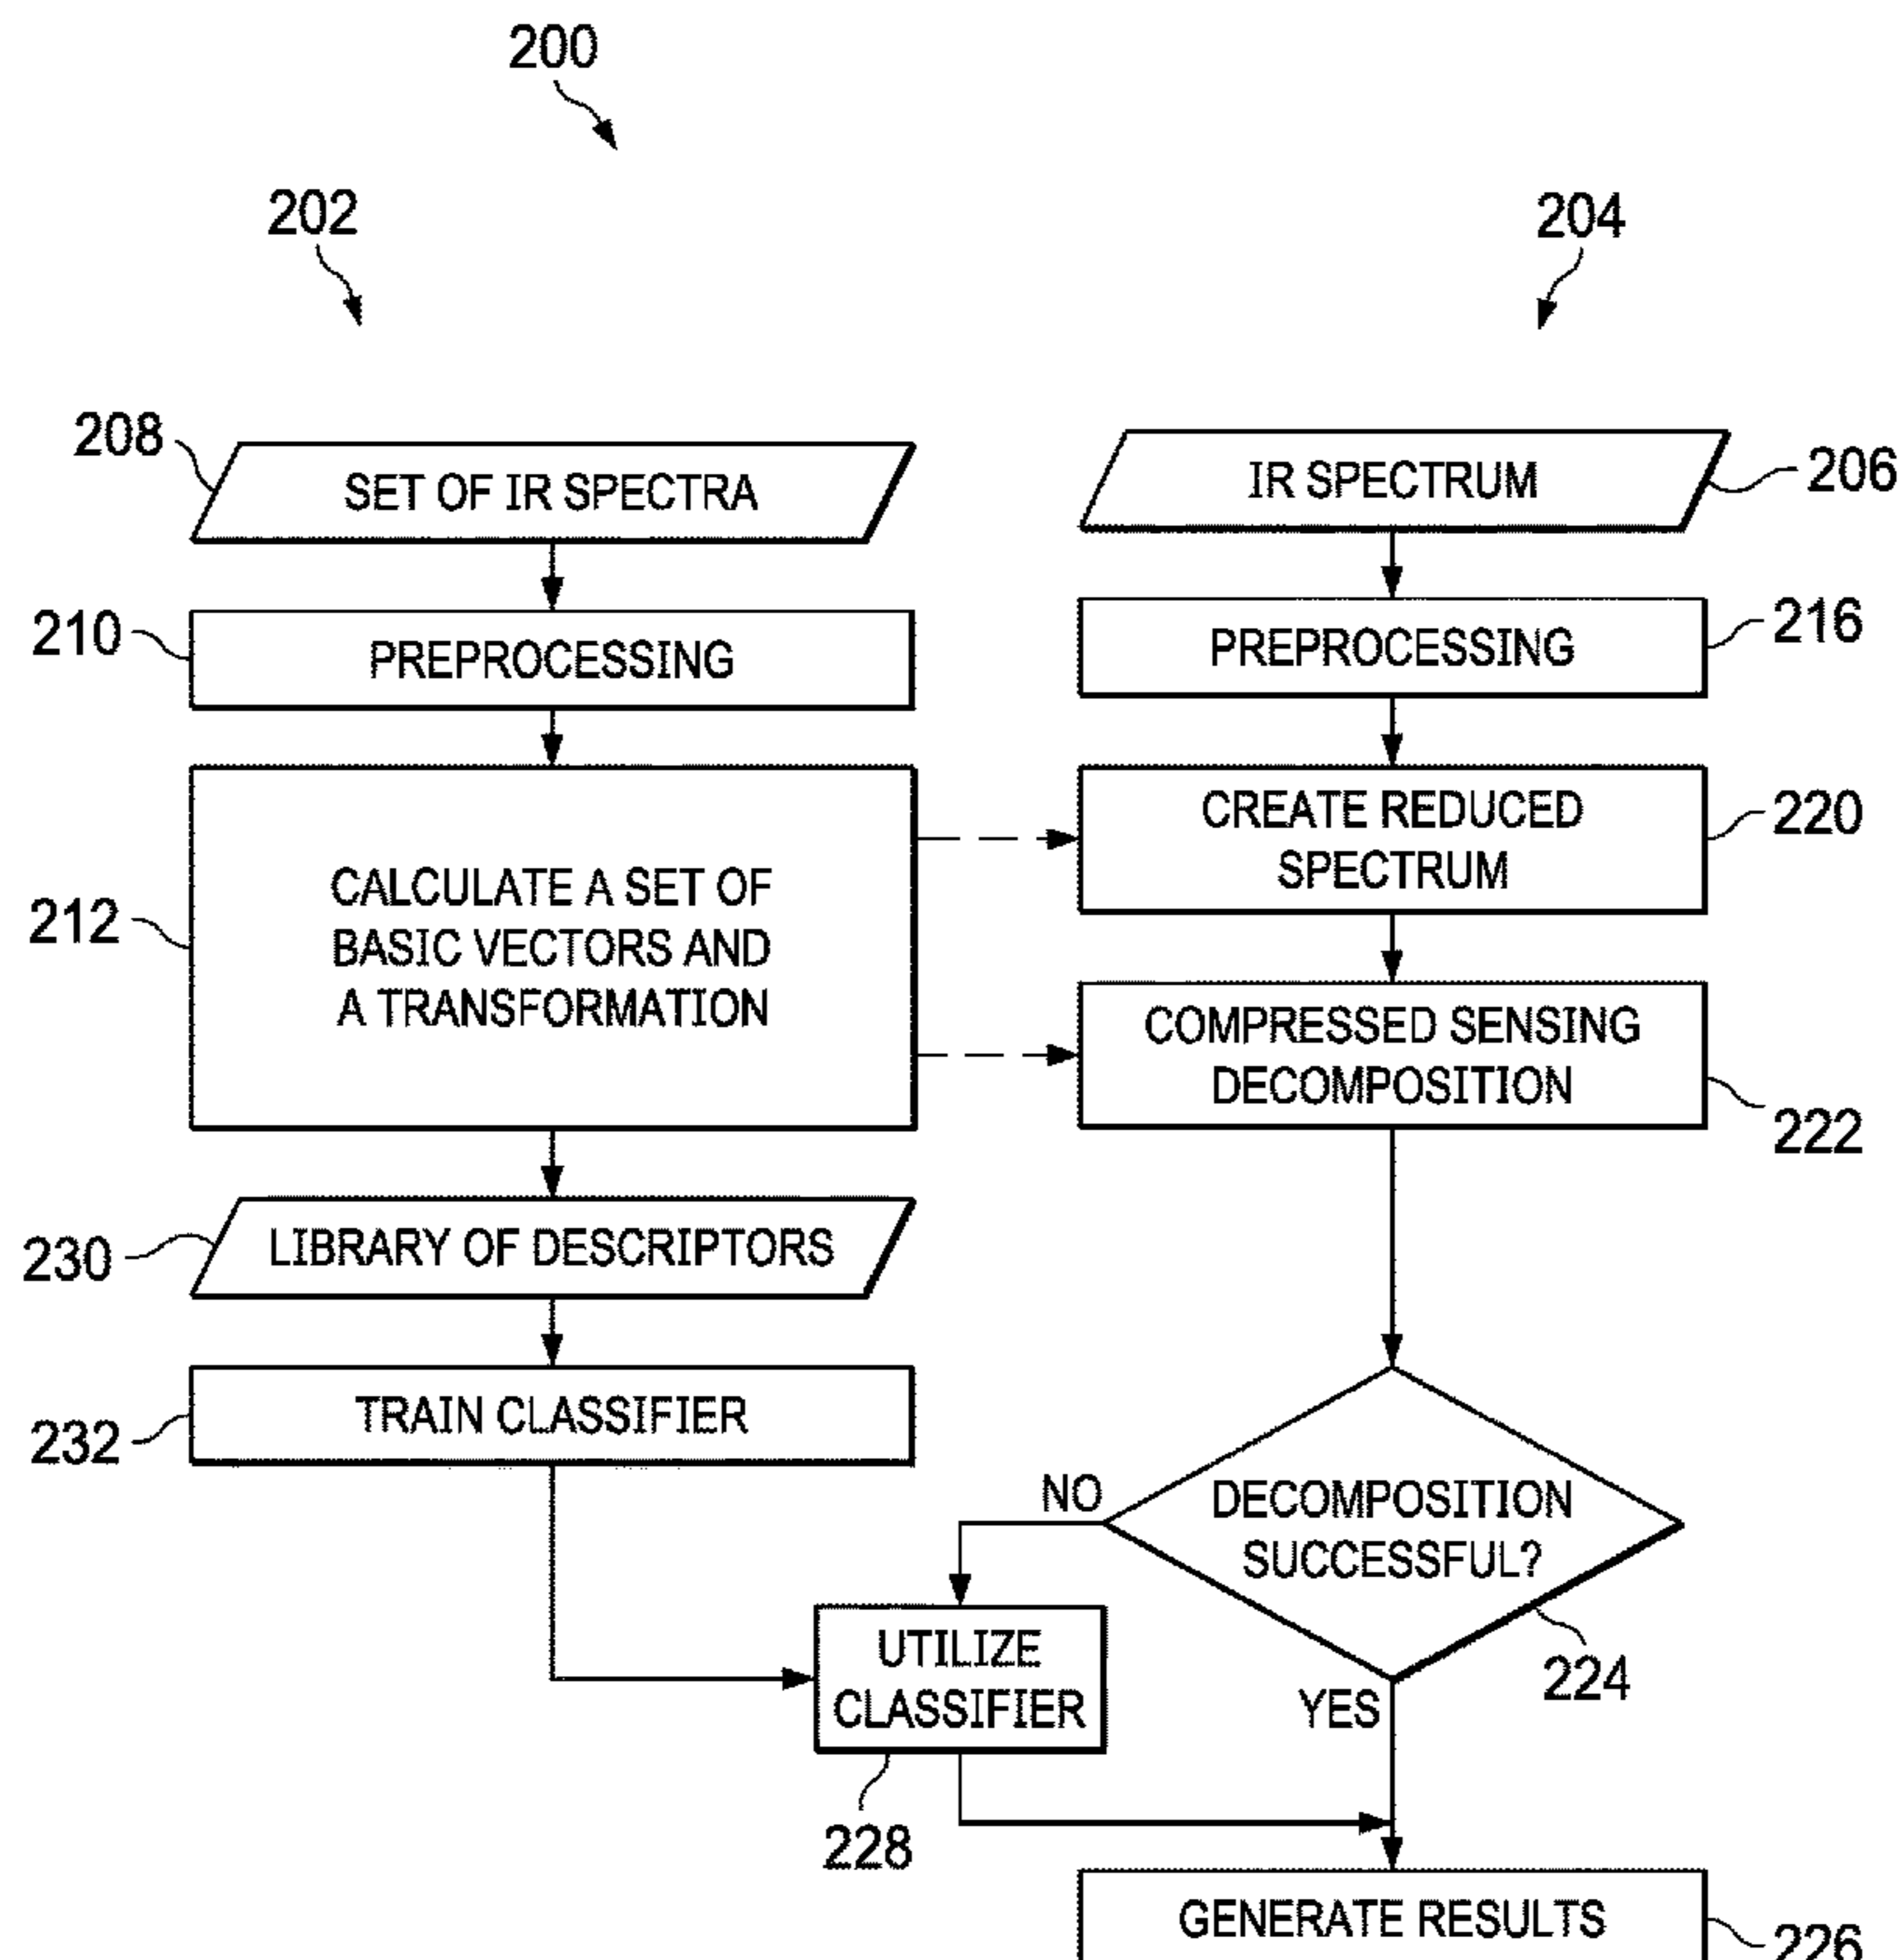 200
202
204
208
SET OF IR SPECTRA
IR SPECTRUM
206
210
PREPROCESSING
PREPROCESSING
216
212
CALCULATE A SET OF
BASIC VECTORS AND
A TRANSFORMATION
CREATE REDUCED
SPECTRUM
220
COMPRESSED SENSING
DECOMPOSITION
222
230
LIBRARY OF DESCRIPTORS
232
TRAIN CLASSIFIER
NO
DECOMPOSITION
SUCCESSFUL?
224
UTILIZE
CLASSIFIER
228
YES
GENERATE RESULTS
226